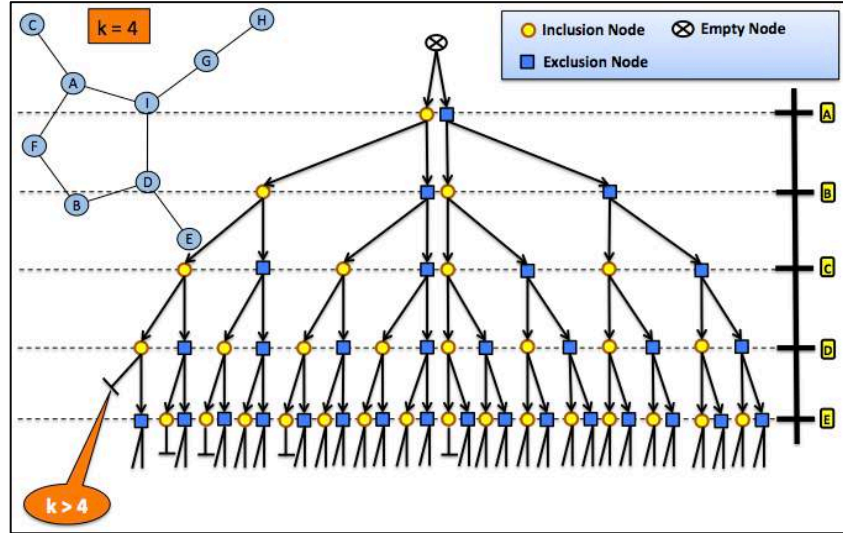 C
k = 4
H
G
A
I
F
D
B
E
Inclusion Node
Empty Node
Exclusion Node
A
B
C
D
E
k > 4